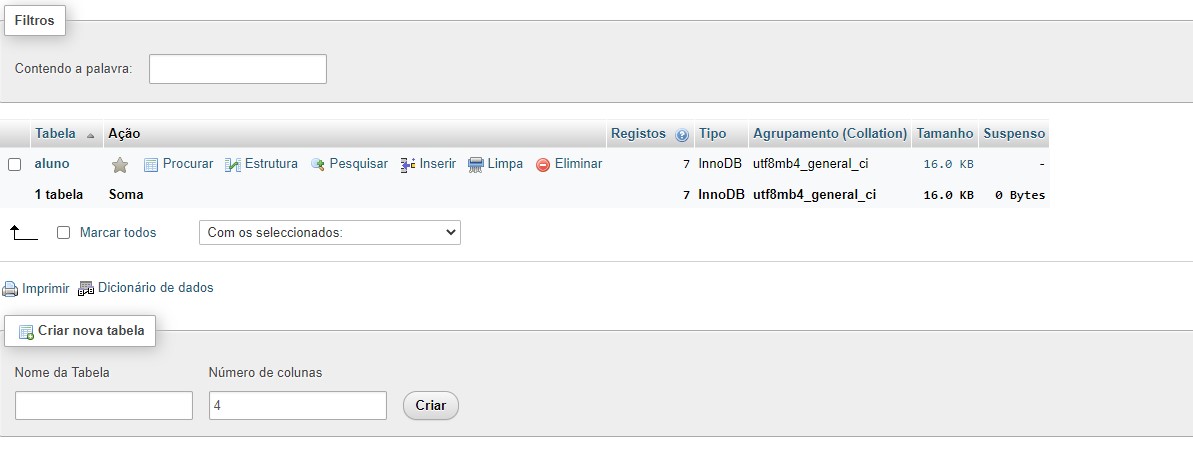 Filtros
Contendo a palavra:
Tabela Ação Registos Tipo Agrupamento (Collation) Tamanho Suspenso
aluno Procurar Estrutura Pesquisar Inserir Limpa Eliminar 7 InnoDB utf8mb4_general_ci 16.0 KB -
1 tabela Soma 7 InnoDB utf8mb4_general_ci 16.0 KB 0 Bytes
Marcar todos Com os seleccionados:
Imprimir Dicionário de dados
Criar nova tabela
Nome da Tabela Número de colunas
4 Criar